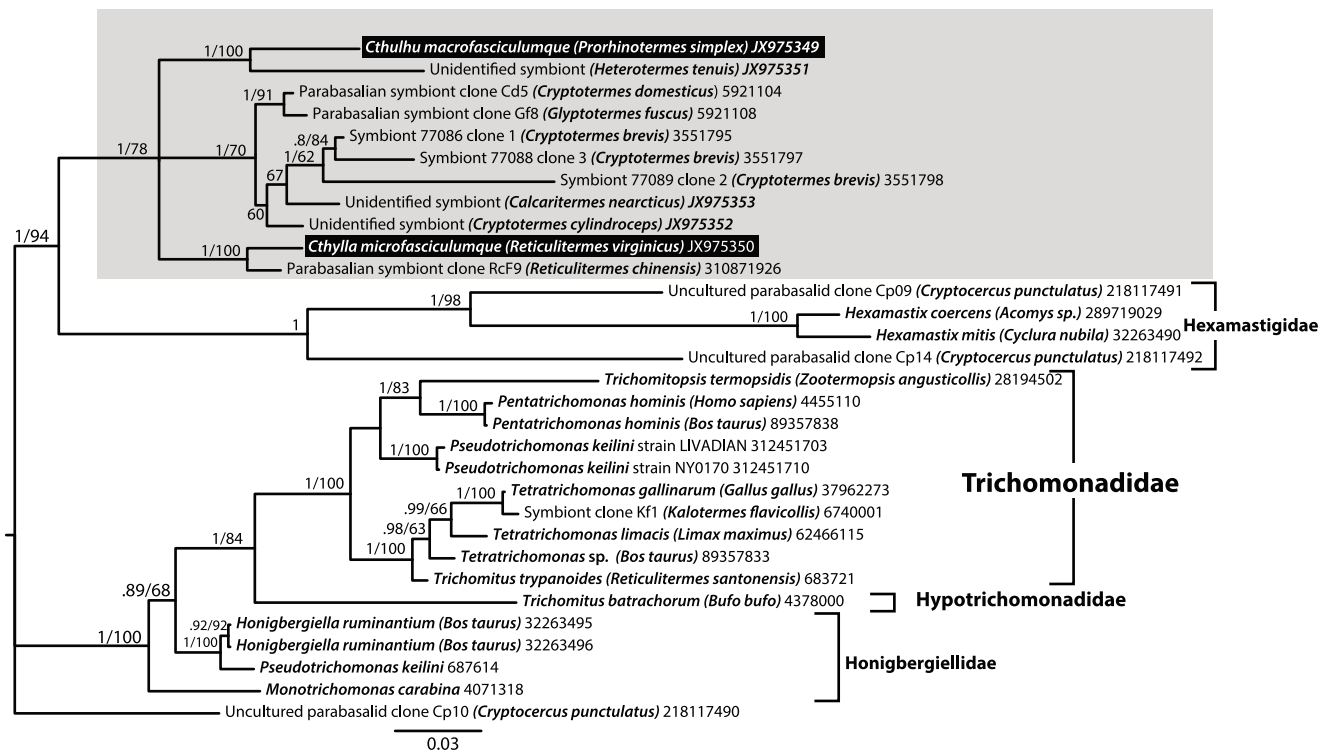 1/100
Cthulhu macrofasciculumque (Prorhinotermes simplex) JX975349
Unidentified symbiont (Heterotermes tenuis) JX975351
1/91
Parabasalian symbiont clone Cd5 (Cryptotermes domesticus) 5921104
Parabasalian symbiont clone Gf8 (Glyptotermes fuscus) 5921108
1/78
1/70
.8/84
Symbiont 77086 clone 1 (Cryptotermes brevis) 3551795
1/62
Symbiont 77088 clone 3 (Cryptotermes brevis) 3551797
67
Symbiont 77089 clone 2 (Cryptotermes brevis) 3551798
Unidentified symbiont (Calcaritermes nearcticus) JX975353
60
Unidentified symbiont (Cryptotermes cylindroceps) JX975352
1/94
1/100
Cthylla microfasciculumque (Reticulitermes virginicus) JX975350
Parabasalian symbiont clone RcF9 (Reticulitermes chinensis) 310871926
1/98
Uncultured parabasalid clone Cp09 (Cryptocercus punctulatus) 218117491
1
1/100
Hexamastix coercens (Acomys sp.) 289719029
Hexamastix mitis (Cyclura nubila) 32263490
Hexamastigidae
Uncultured parabasalid clone Cp14 (Cryptocercus punctulatus) 218117492
1/83
Trichomitopsis termopsidis (Zootermopsis angusticollis) 28194502
1/100
Pentatrichomonas hominis (Homo sapiens) 4455110
Pentatrichomonas hominis (Bos taurus) 89357838
1/100
Pseudotrichomonas keilini strain LIVADIAN 312451703
Pseudotrichomonas keilini strain NY0170 312451710
1/100
Trichomonadidae
1/100
Tetratrichomonas gallinarum (Gallus gallus) 37962273
.99/66
Symbiont clone Kf1 (Kalotermes flavicollis) 6740001
.98/63
Tetratrichomonas limacis (Limax maximus) 62466115
1/84
1/100
Tetratrichomonas sp. (Bos taurus) 89357833
Trichomitus trypanoides (Reticulitermes santonensis) 683721
.89/68
Trichomitus batrachorum (Bufo bufo) 4378000
Hypotrichomonadidae
1/100
.92/92
Honigbergiella ruminantium (Bos taurus) 32263495
1/100
Honigbergiella ruminantium (Bos taurus) 32263496
Pseudotrichomonas keilini 687614
Honigbergiellidae
Monotrichomonas carabina 4071318
Uncultured parabasalid clone Cp10 (Cryptocercus punctulatus) 218117490
0.03